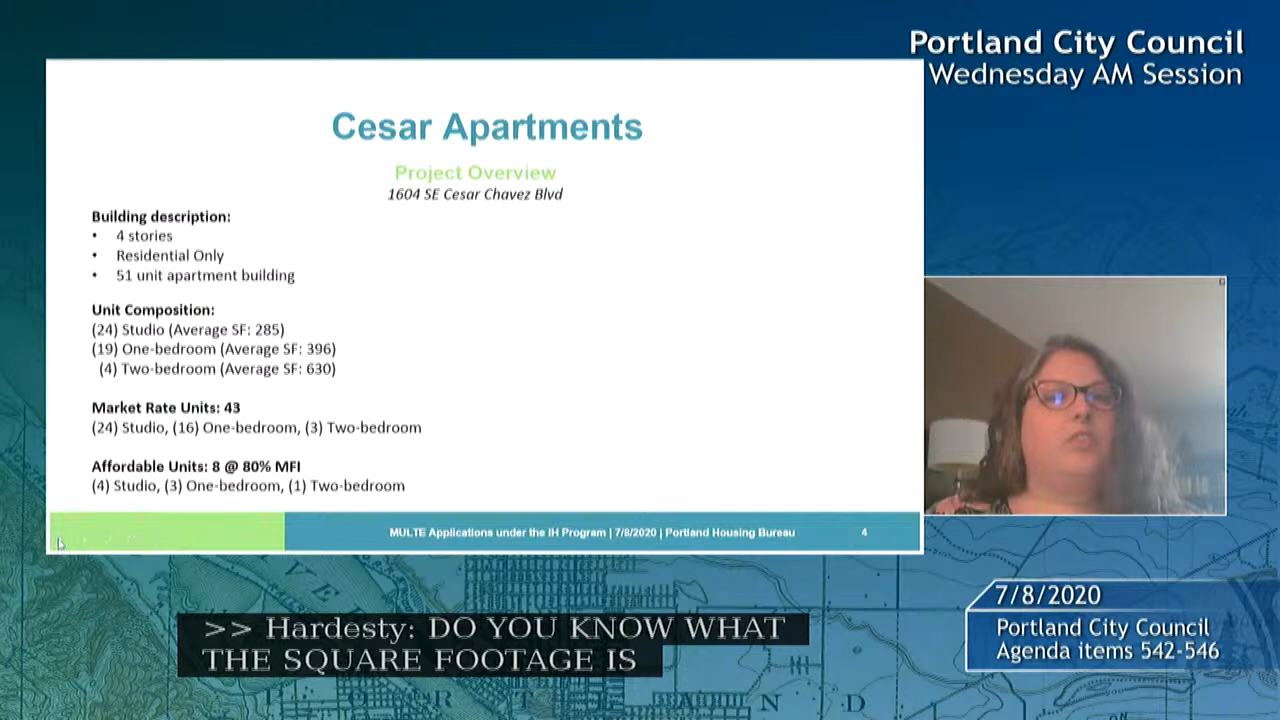 Portland City Council
Wednesday AM Session
Cesar Apartments
Project Overview
1604 SE Cesar Chavez Blvd
Building description:
• 4 stories
• Residential Only
• 51 unit apartment building
Unit Composition:
(24) Studio (Average SF: 285)
(19) One-bedroom (Average SF: 396)
(4) Two-bedroom (Average SF: 630)
Market Rate Units: 43
(24) Studio, (16) One-bedroom, (3) Two-bedroom
Affordable Units: 8 @ 80% MFI
(4) Studio, (3) One-bedroom, (1) Two-bedroom
MULTE Applications under the IH Program | 7/8/2020 | Portland Housing Bureau 4
7/8/2020
Portland City Council
Agenda items 542-546
>> Hardesty: DO YOU KNOW WHAT
THE SQUARE FOOTAGE IS